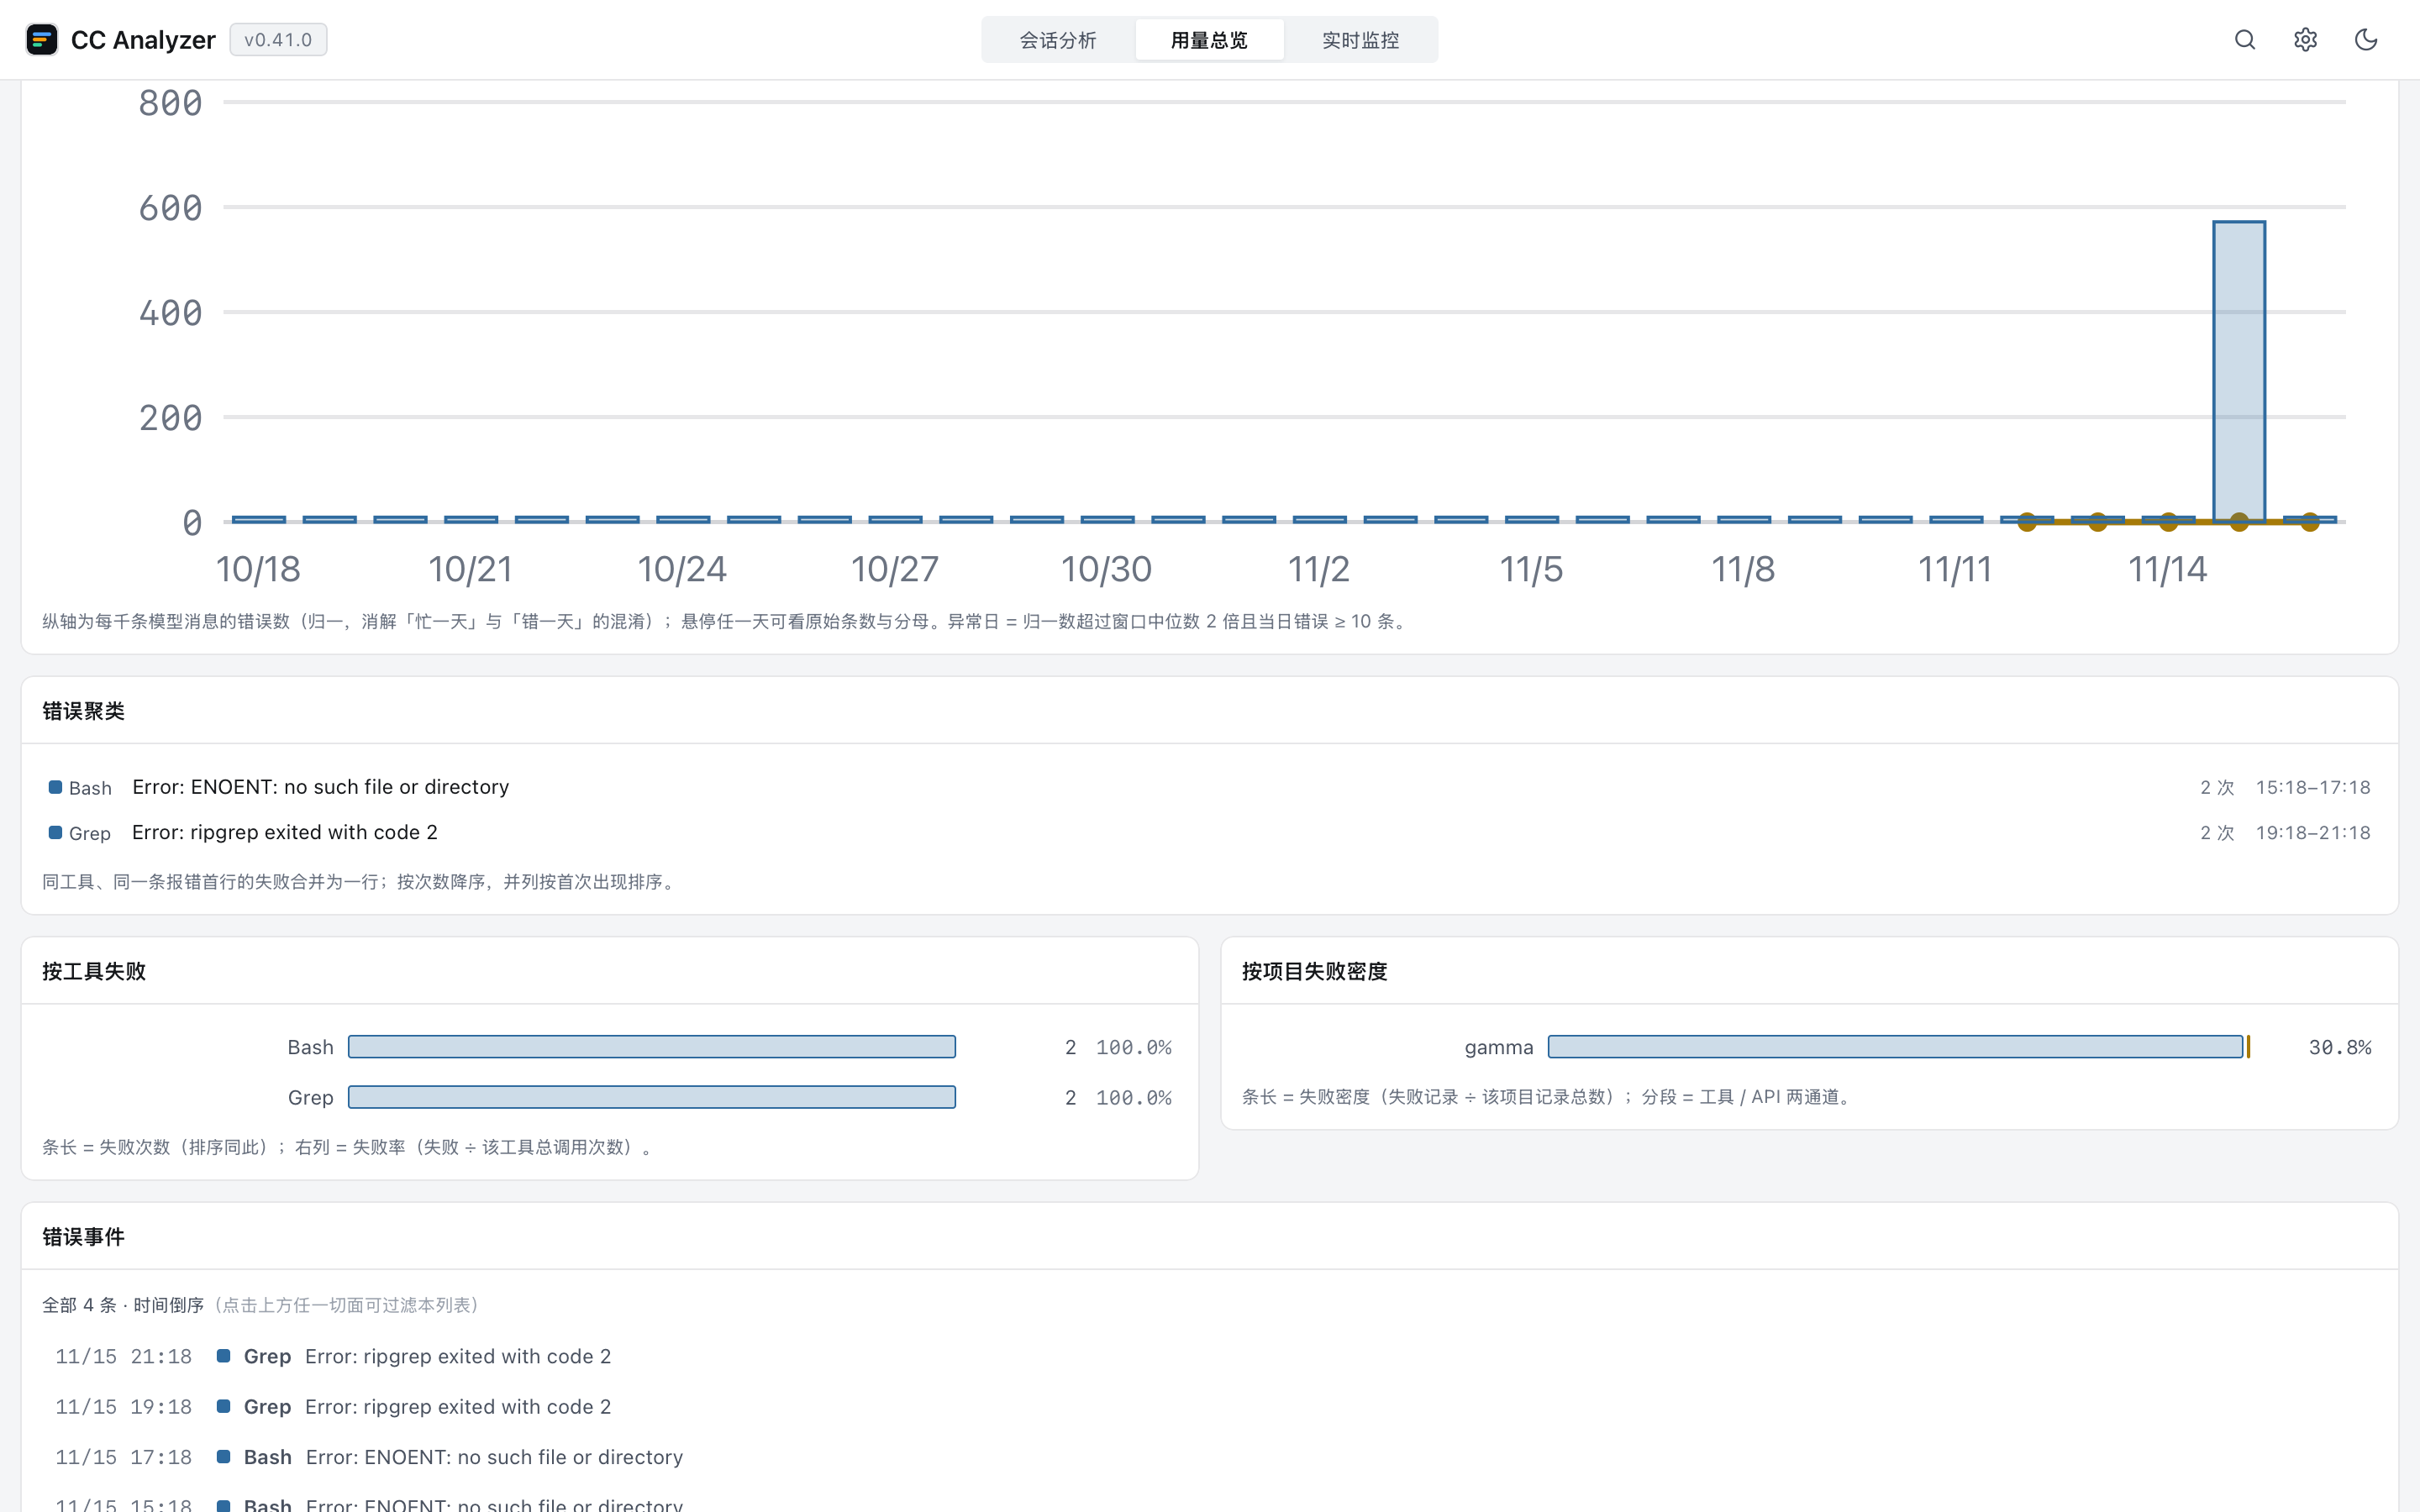 CC Analyzer v0.41.0 会话分析 用量总览 实时监控
800
600
400
200
0
10/18 10/21 10/24 10/27 10/30 11/2 11/5 11/8 11/11 11/14
纵轴为每千条模型消息的错误数（归一，消解「忙一天」与「错一天」的混淆）；悬停任一天可看原始条数与分母。异常日 = 归一数超过窗口中位数 2 倍且当日错误 ≥ 10 条。
错误聚类
Bash Error: ENOENT: no such file or directory 2 次 15:18–17:18
Grep Error: ripgrep exited with code 2 2 次 19:18–21:18
同工具、同一条报错首行的失败合并为一行；按次数降序，并列按首次出现排序。
按工具失败
Bash 2 100.0%
Grep 2 100.0%
条长 = 失败次数（排序同此）；右列 = 失败率（失败 ÷ 该工具总调用次数）。
按项目失败密度
gamma 30.8%
条长 = 失败密度（失败记录 ÷ 该项目记录总数）；分段 = 工具 / API 两通道。
错误事件
全部 4 条 · 时间倒序（点击上方任一切面可过滤本列表）
11/15 21:18 Grep Error: ripgrep exited with code 2
11/15 19:18 Grep Error: ripgrep exited with code 2
11/15 17:18 Bash Error: ENOENT: no such file or directory
11/15 15:18 Bash Error: ENOENT: no such file or directory